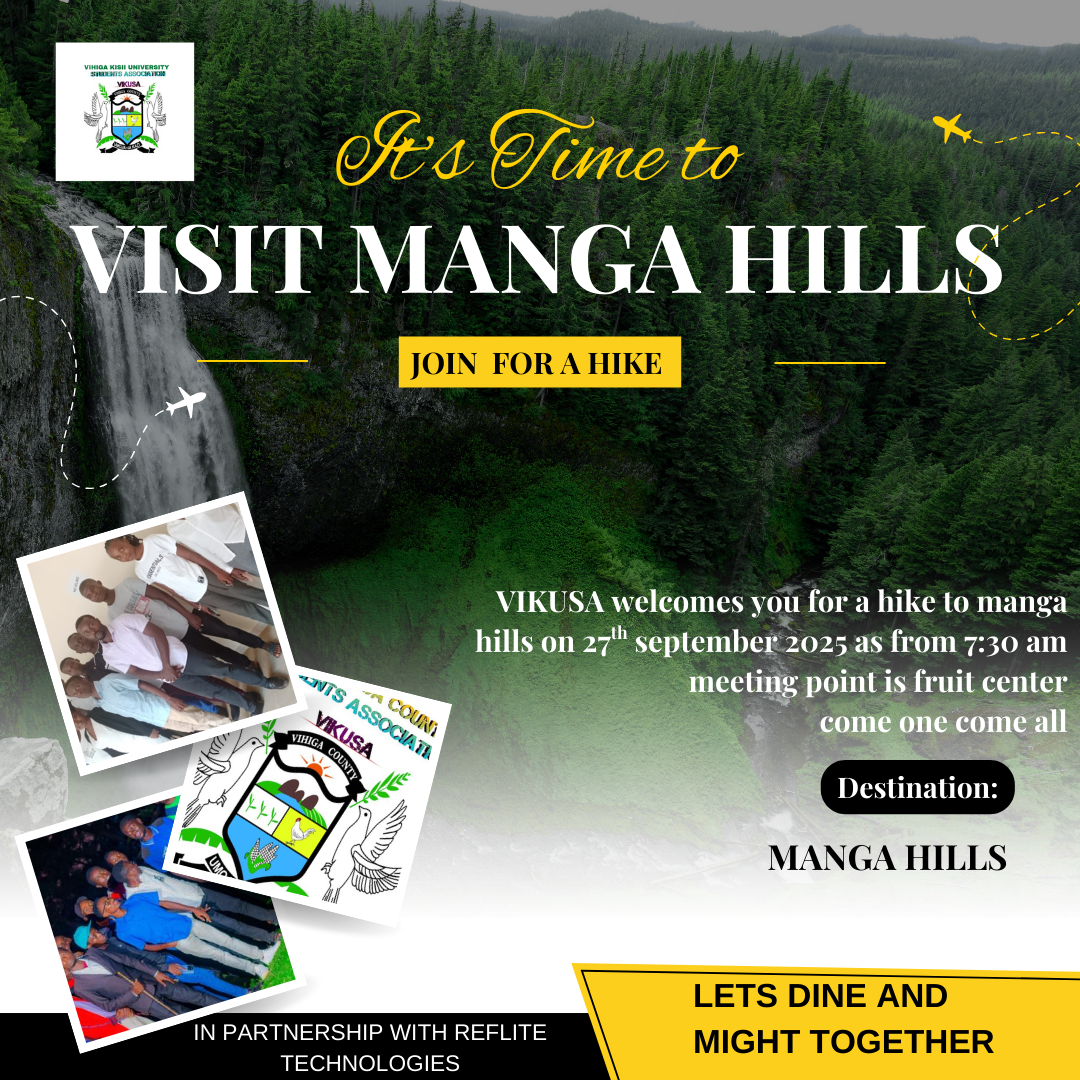 VIHIGA KISII UNIVERSITY
STUDENTS ASSOCIATION
VIKUSA
It's Time to
VISIT MANGA HILLS
JOIN FOR A HIKE
VIKUSA welcomes you for a hike to manga
hills on 27th september 2025 as from 7:30 am
meeting point is fruit center
come one come all
Destination:
MANGA HILLS
VIKUSA
VIHIGA COUNTY
LETS DINE AND
MIGHT TOGETHER
IN PARTNERSHIP WITH REFLITE
TECHNOLOGIES